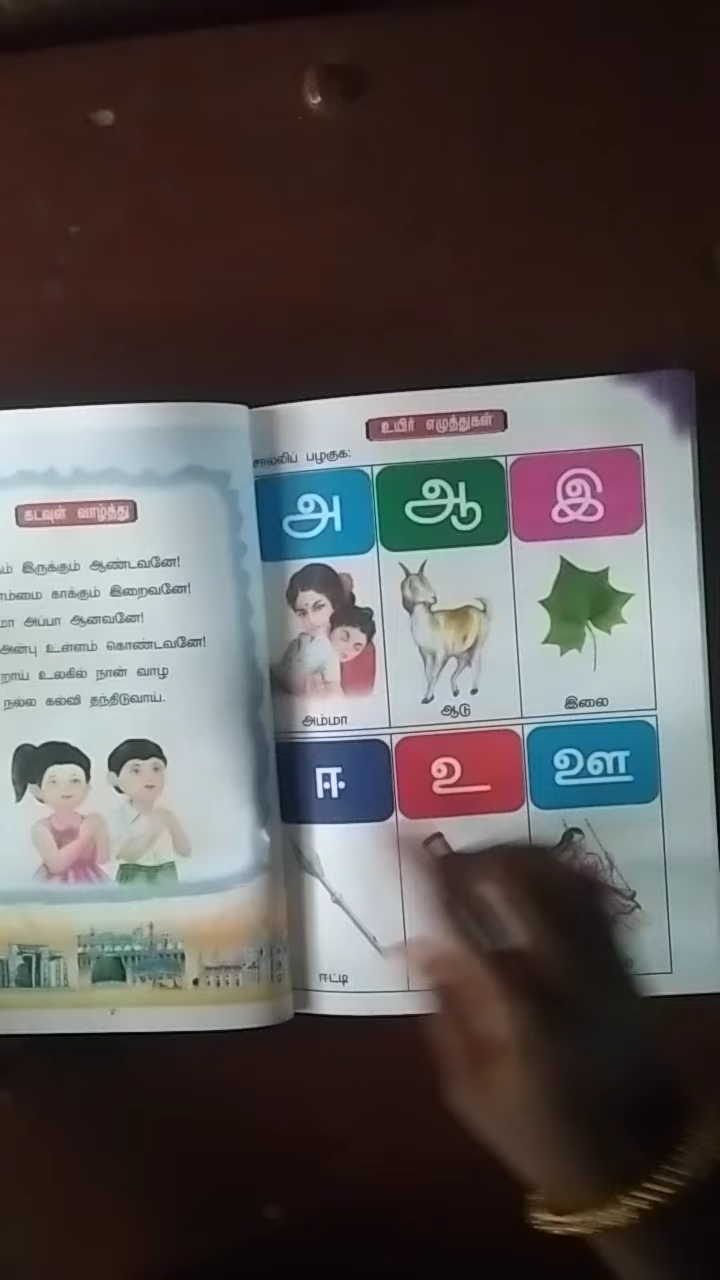 கடவுள் வாழ்த்து
இருக்கும் ஆண்டவனே!
காக்கும் இறைவனே!
அப்பா ஆனவனே!
அன்பு உள்ளம் கொண்டவனே!
உலகில் நான் வாழ
நல்ல கல்வி தந்திடுவாய்.
2
உயிர் எழுத்துகள்
பழகுக:
அ ஆ இ
அம்மா ஆடு இலை
ஈ உ ஊ
ஈட்டி